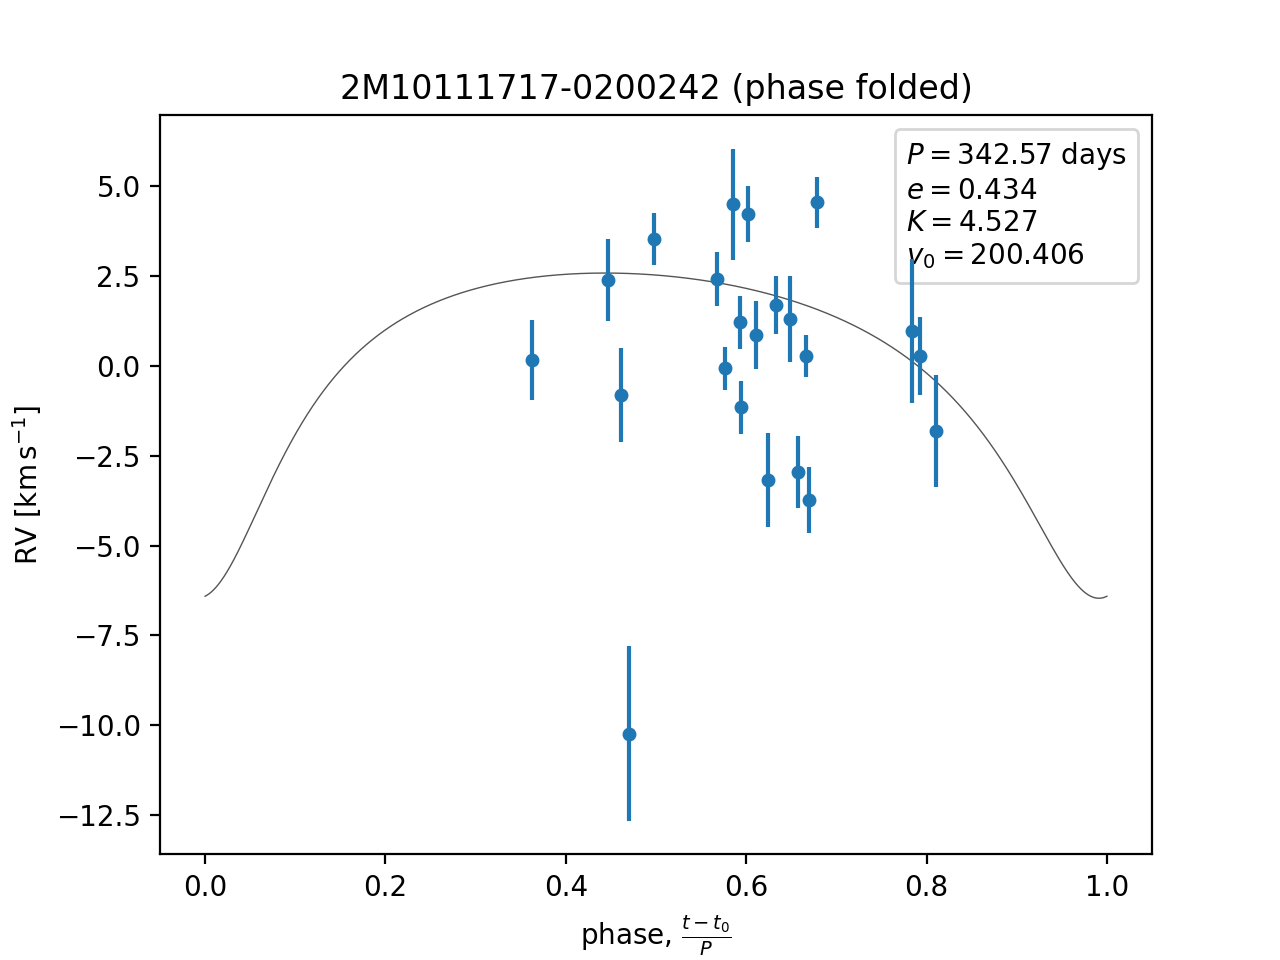 2M10111717-0200242 (phase folded)
P = 342.57 days
e = 0.434
K = 4.527
v₀ = 200.406
5.0
2.5
0.0
−2.5
−5.0
−7.5
−10.0
−12.5
RV [km s⁻¹]
0.0 0.2 0.4 0.6 0.8 1.0
phase, (t − t₀)/P